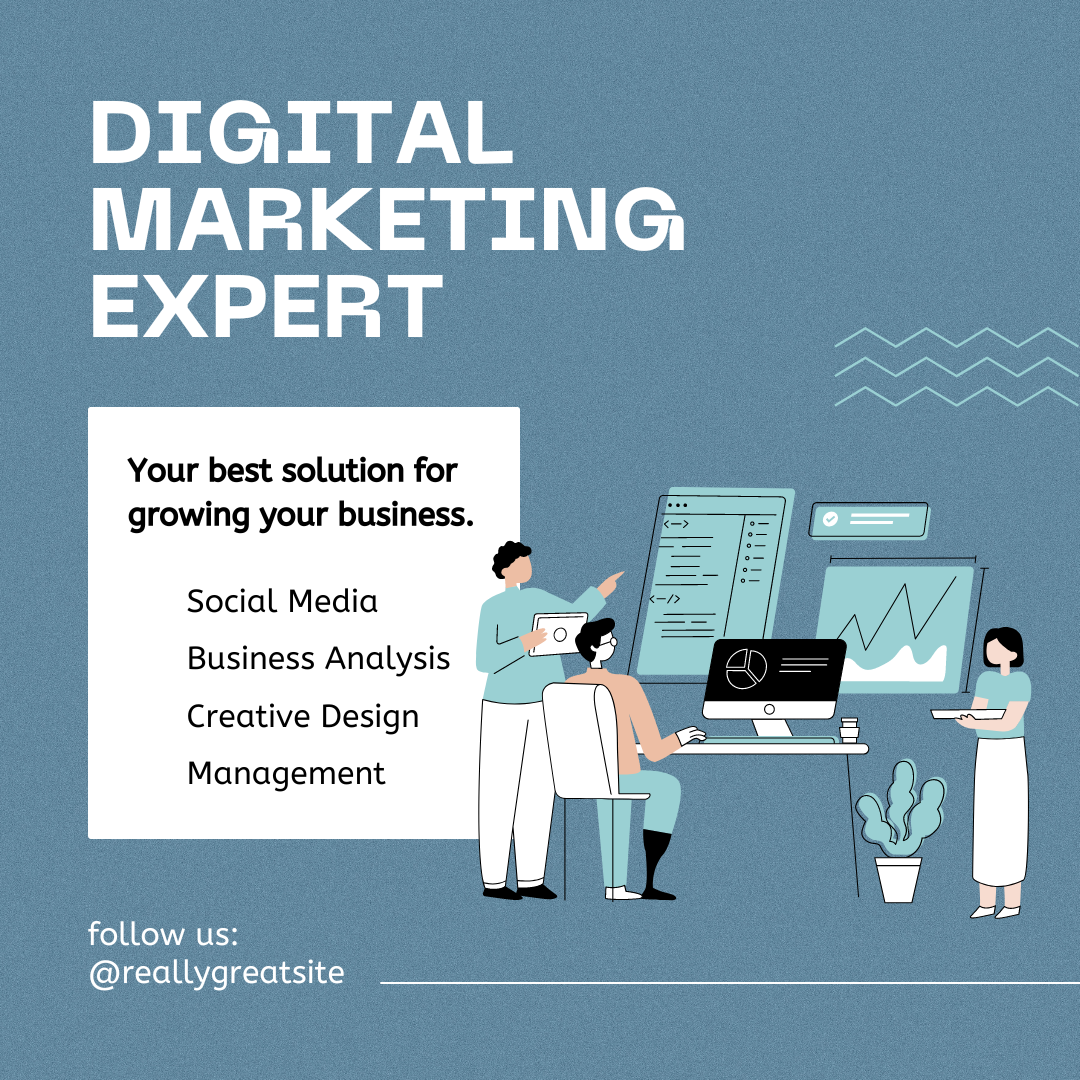 DIGITAL
MARKETING
EXPERT
Your best solution for
growing your business.
Social Media
Business Analysis
Creative Design
Management
follow us:
@reallygreatsite